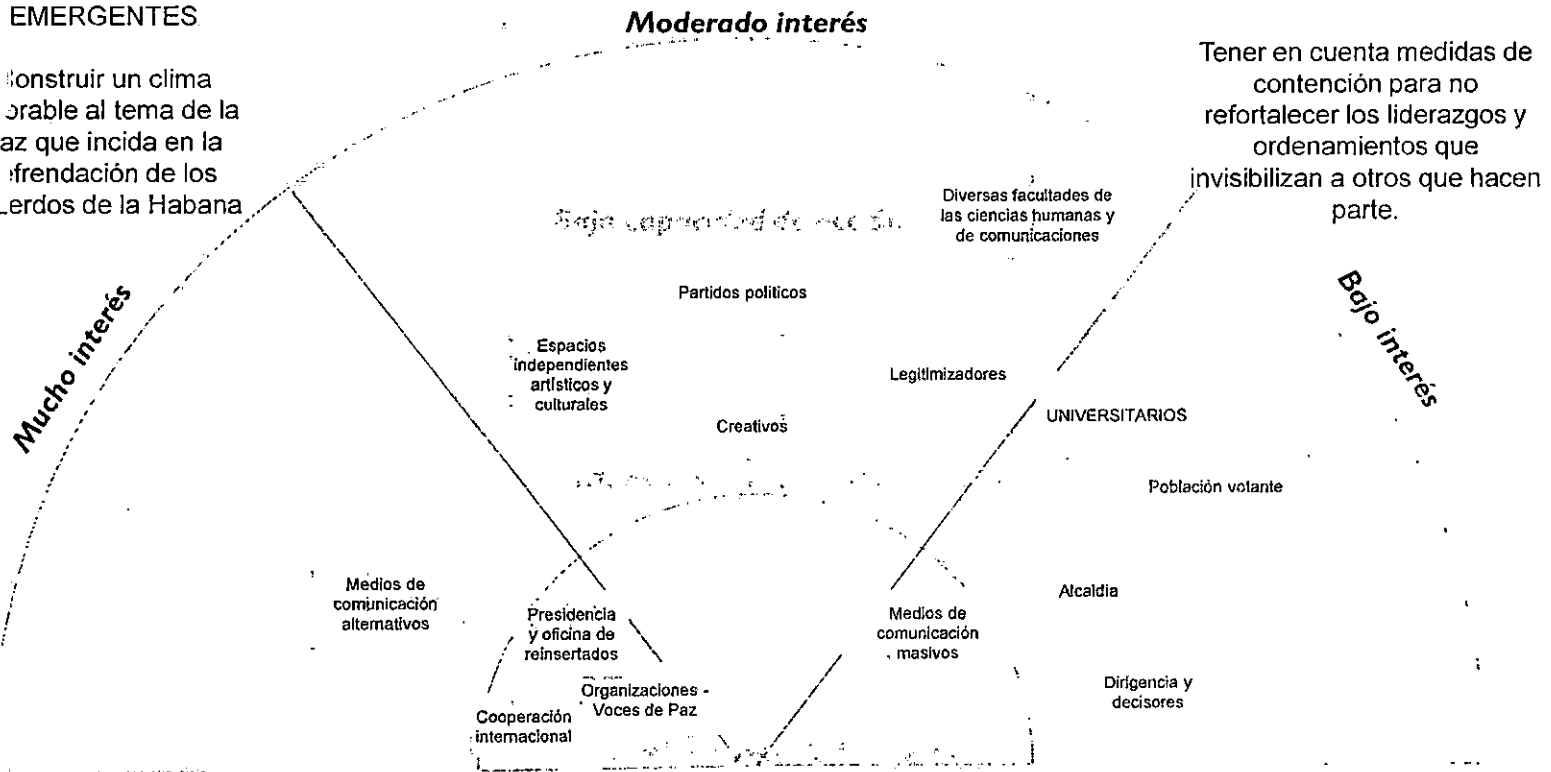 EMERGENTES
onstruir un clima
orable al tema de la
az que incida en la
efrendación de los
uerdos de la Habana
Moderado interés
Tener en cuenta medidas de
contención para no
refortalecer los liderazgos y
ordenamientos que
invisibilizan a otros que hacen
parte.
Mucho interés
Bajo interés
Diversas facultades de
las ciencias humanas y
de comunicaciones
Partidos politicos
Espacios
independientes
artísticos y
culturales
Legitimizadores
Creativos
UNIVERSITARIOS
Población votante
Medios de
comunicación
alternativos
Presidencia
y oficina de
reinsertados
Medios de
comunicación
masivos
Alcaldia
Organizaciones -
Voces de Paz
Cooperación
internacional
Dirigencia y
decisores